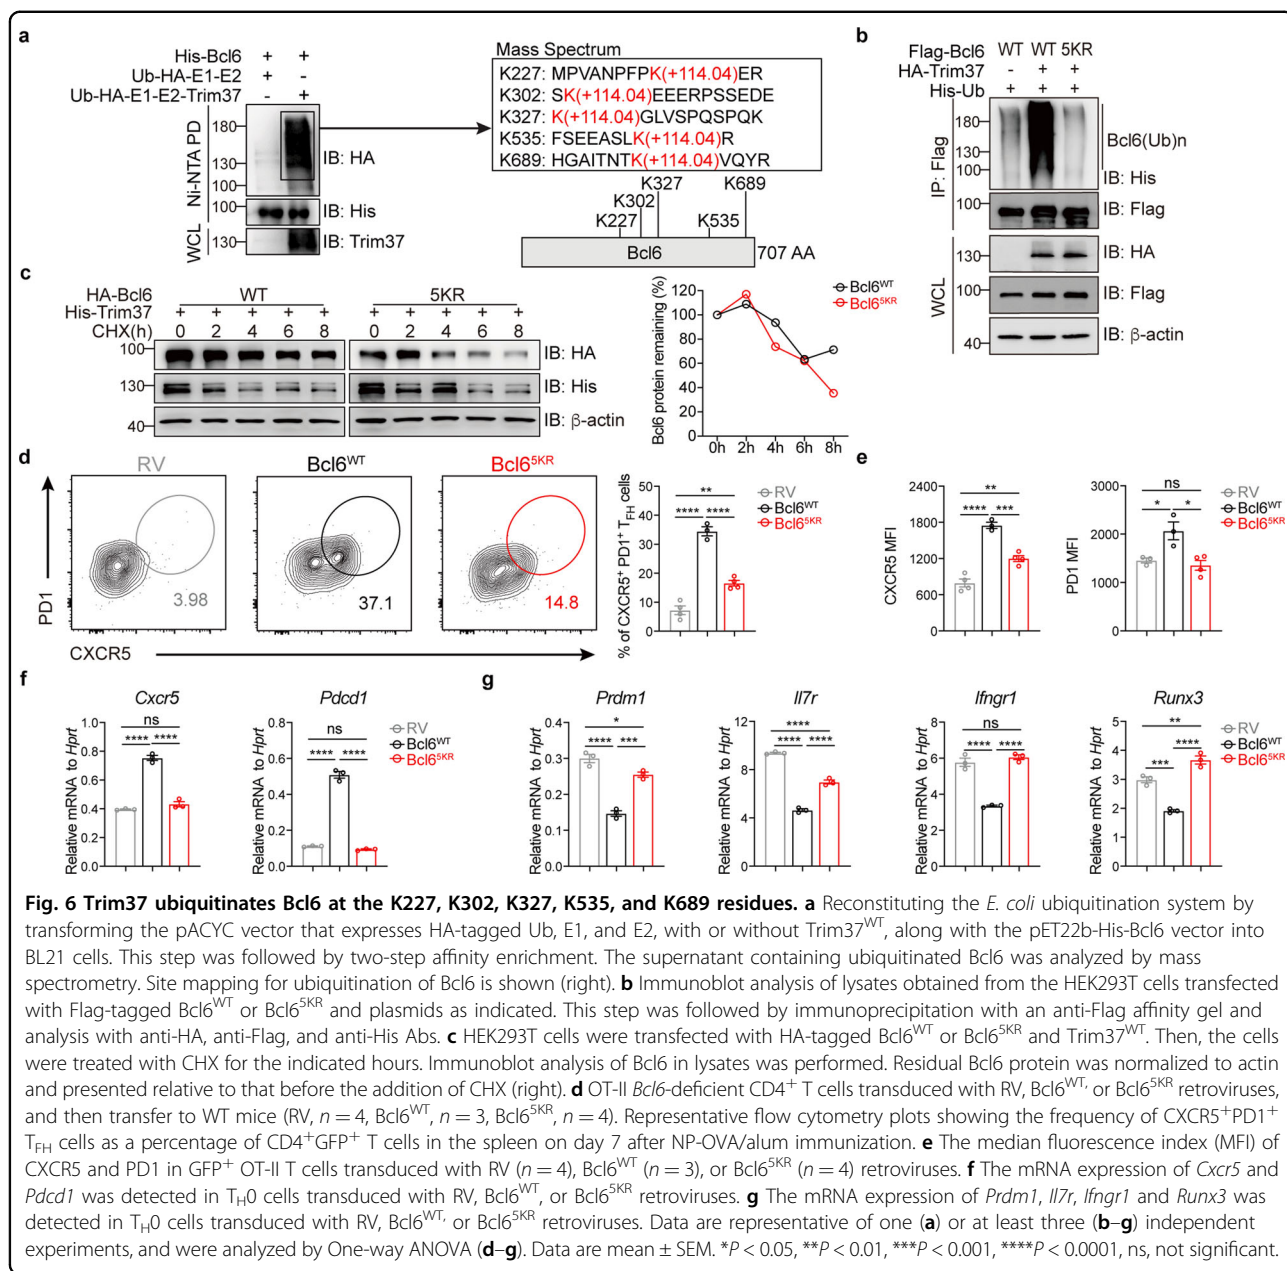 a
His-Bcl6 + +
Ub-HA-E1-E2 + -
Ub-HA-E1-E2-Trim37 - +
Ni-NTA PD
180
130
100
IB: HA
100
IB: His
WCL
130
IB: Trim37
Mass Spectrum
K227: MPVANPFPK(+114.04)ER
K302: SK(+114.04)EEERPSSEDE
K327: K(+114.04)GLVSPQSPQK
K535: FSEEASLK(+114.04)R
K689: HGAITNTK(+114.04)VQYR
K327 K689
K302
K227 K535
Bcl6 707 AA
b
Flag-Bcl6 WT WT 5KR
HA-Trim37 - + +
His-Ub + + +
IP: Flag
180
130
100
Bcl6(Ub)n
IB: His
100
IB: Flag
WCL
130
IB: HA
100
IB: Flag
40
IB: β-actin
c
HA-Bcl6 WT 5KR
His-Trim37 + + + + + + + + + +
CHX(h) 0 2 4 6 8 0 2 4 6 8
100
IB: HA
130
IB: His
40
IB: β-actin
Bcl6 protein remaining (%)
120
100
80
60
40
20
0
0h 2h 4h 6h 8h
Bcl6WT
Bcl65KR
d
RV Bcl6WT Bcl65KR
PD1
3.98 37.1 14.8
CXCR5
% of CXCR5+ PD1+ TFH cells
50
40
30
20
10
0
**
**** ****
RV
Bcl6WT
Bcl65KR
e
CXCR5 MFI
2400
1800
1200
600
0
**
**** ***
PD1 MFI
3000
2000
1000
0
ns
* *
RV
Bcl6WT
Bcl65KR
f
Cxcr5
Relative mRNA to Hprt
1.0
0.8
0.6
0.4
0.2
0.0
ns
**** ****
Pdcd1
Relative mRNA to Hprt
0.8
0.6
0.4
0.2
0.0
ns
**** ****
RV
Bcl6WT
Bcl65KR
g
Prdm1
Relative mRNA to Hprt
0.4
0.3
0.2
0.1
0.0
*
**** ***
Il7r
Relative mRNA to Hprt
12
8
4
0
****
**** ****
Ifngr1
Relative mRNA to Hprt
8
6
4
2
0
ns
**** ****
Runx3
Relative mRNA to Hprt
5
4
3
2
1
0
**
*** ****
RV
Bcl6WT
Bcl65KR
Fig. 6 Trim37 ubiquitinates Bcl6 at the K227, K302, K327, K535, and K689 residues. a Reconstituting the E. coli ubiquitination system by
transforming the pACYC vector that expresses HA-tagged Ub, E1, and E2, with or without Trim37WT, along with the pET22b-His-Bcl6 vector into
BL21 cells. This step was followed by two-step affinity enrichment. The supernatant containing ubiquitinated Bcl6 was analyzed by mass
spectrometry. Site mapping for ubiquitination of Bcl6 is shown (right). b Immunoblot analysis of lysates obtained from the HEK293T cells transfected
with Flag-tagged Bcl6WT or Bcl65KR and plasmids as indicated. This step was followed by immunoprecipitation with an anti-Flag affinity gel and
analysis with anti-HA, anti-Flag, and anti-His Abs. c HEK293T cells were transfected with HA-tagged Bcl6WT or Bcl65KR and Trim37WT. Then, the cells
were treated with CHX for the indicated hours. Immunoblot analysis of Bcl6 in lysates was performed. Residual Bcl6 protein was normalized to actin
and presented relative to that before the addition of CHX (right). d OT-II Bcl6-deficient CD4+ T cells transduced with RV, Bcl6WT, or Bcl65KR retroviruses,
and then transfer to WT mice (RV, n = 4, Bcl6WT, n = 3, Bcl65KR, n = 4). Representative flow cytometry plots showing the frequency of CXCR5+PD1+
TFH cells as a percentage of CD4+GFP+ T cells in the spleen on day 7 after NP-OVA/alum immunization. e The median fluorescence index (MFI) of
CXCR5 and PD1 in GFP+ OT-II T cells transduced with RV (n = 4), Bcl6WT (n = 3), or Bcl65KR (n = 4) retroviruses. f The mRNA expression of Cxcr5 and
Pdcd1 was detected in TH0 cells transduced with RV, Bcl6WT, or Bcl65KR retroviruses. g The mRNA expression of Prdm1, Il7r, Ifngr1 and Runx3 was
detected in TH0 cells transduced with RV, Bcl6WT, or Bcl65KR retroviruses. Data are representative of one (a) or at least three (b–g) independent
experiments, and were analyzed by One-way ANOVA (d–g). Data are mean ± SEM. *P < 0.05, **P < 0.01, ***P < 0.001, ****P < 0.0001, ns, not significant.